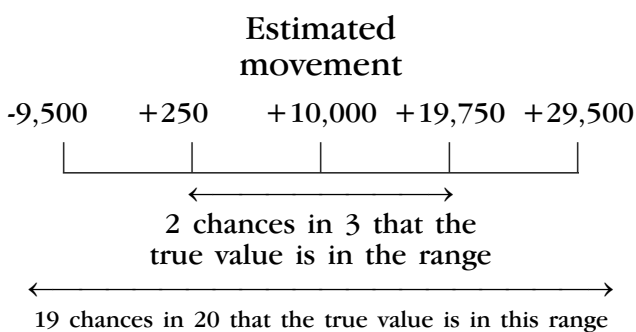 Estimated
movement
-9,500 +250 +10,000 +19,750 +29,500
2 chances in 3 that the
true value is in the range
19 chances in 20 that the true value is in this range